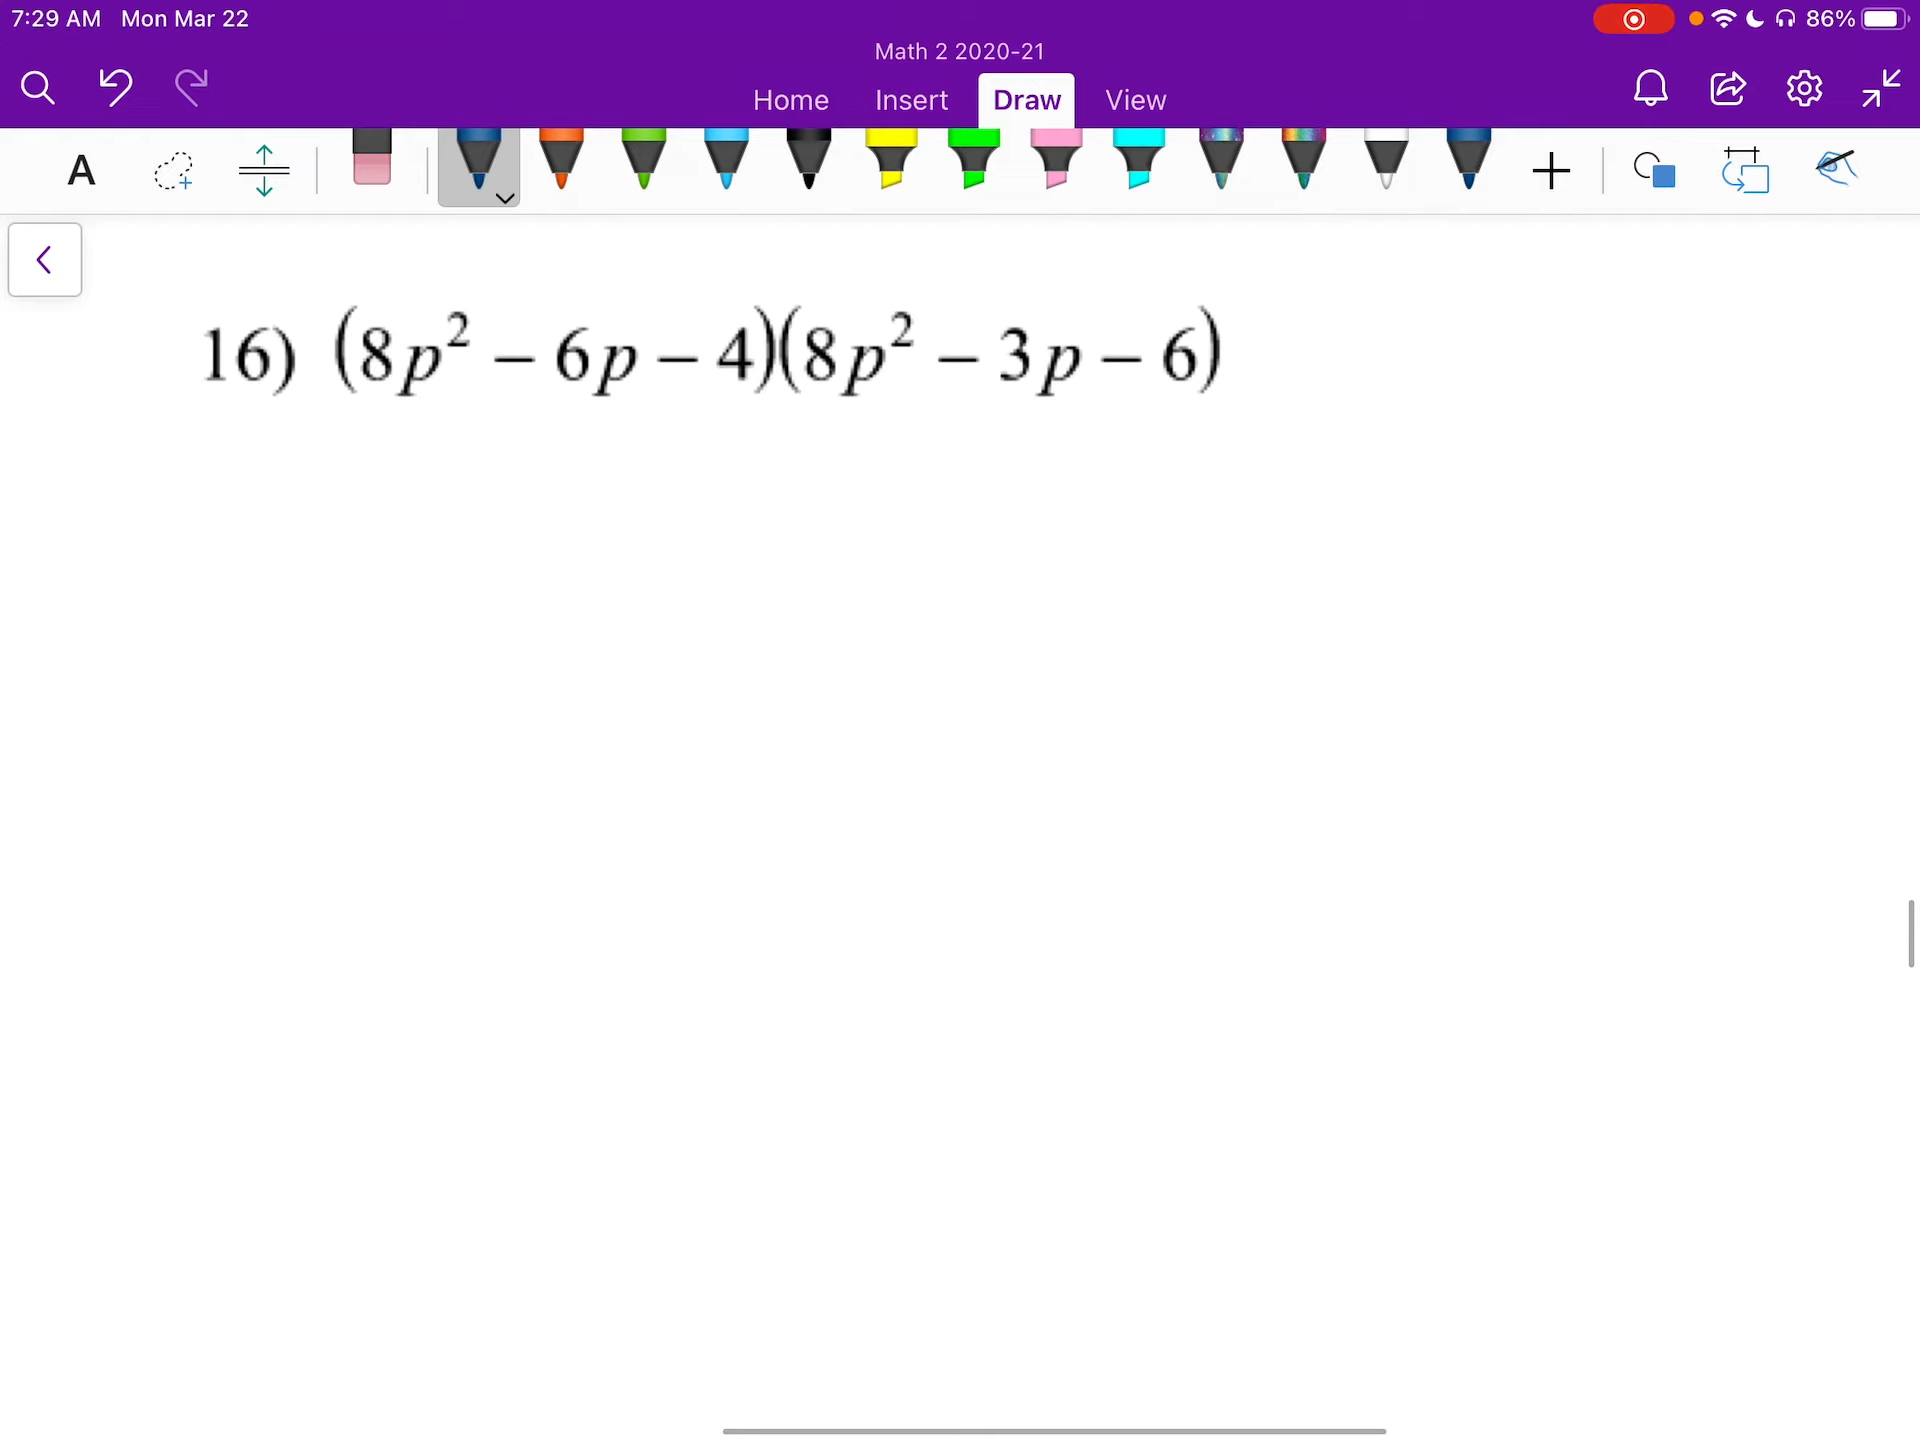 7:29 AM Mon Mar 22 86%
Math 2 2020-21
Home Insert Draw View
A
16) (8p² − 6p − 4)(8p² − 3p − 6)